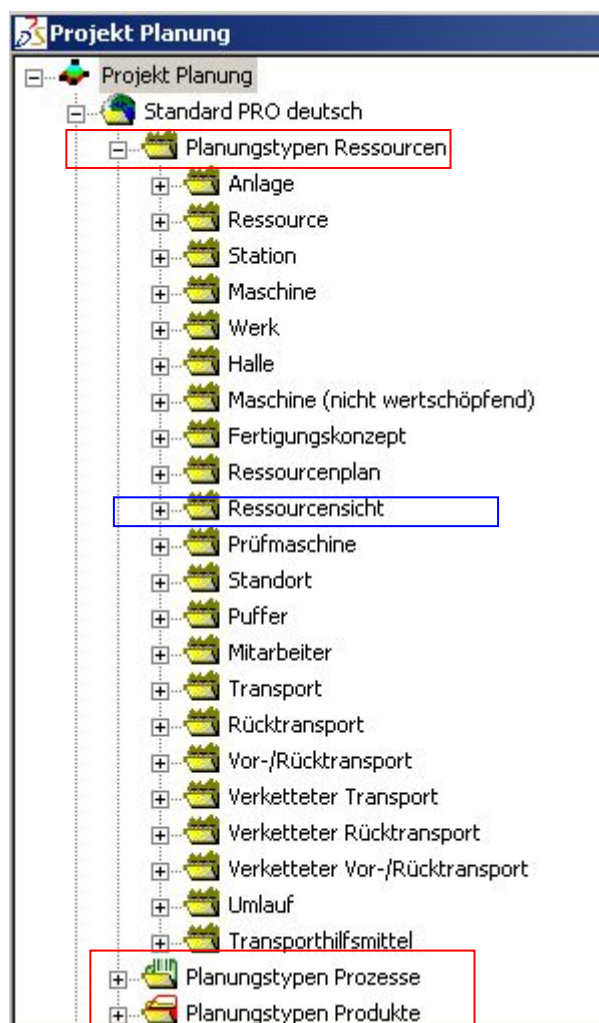 Projekt Planung
Projekt Planung
Standard PRO deutsch
Planungstypen Ressourcen
Anlage
Ressource
Station
Maschine
Werk
Halle
Maschine (nicht wertschöpfend)
Fertigungskonzept
Ressourcenplan
Ressourcensicht
Prüfmaschine
Standort
Puffer
Mitarbeiter
Transport
Rücktransport
Vor-/Rücktransport
Verketteter Transport
Verketteter Rücktransport
Verketteter Vor-/Rücktransport
Umlauf
Transporthilfsmittel
Planungstypen Prozesse
Planungstypen Produkte